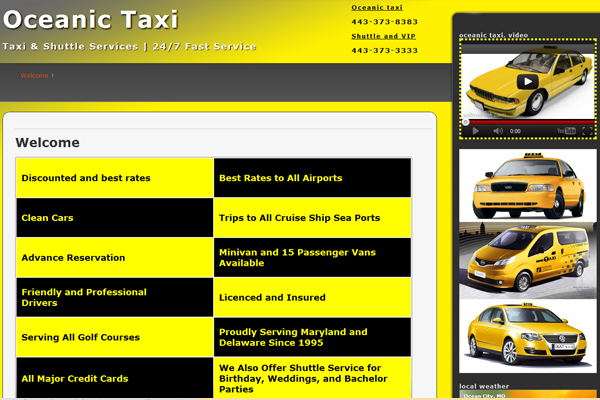 Oceanic Taxi
Taxi & Shuttle Services | 24/7 Fast Service
Oceanic taxi
443-373-8383
Shuttle and VIP
443-373-3333
Welcome |
Welcome
Discounted and best rates
Best Rates to All Airports
Clean Cars
Trips to All Cruise Ship Sea Ports
Advance Reservation
Minivan and 15 Passenger Vans
Available
Friendly and Professional
Drivers
Licenced and Insured
Serving All Golf Courses
Proudly Serving Maryland and
Delaware Since 1995
All Major Credit Cards
We Also Offer Shuttle Service for
Birthday, Weddings, and Bachelor
Parties
oceanic taxi, video
0:00
YouTube
TAXI
local weather
Ocean City, MD